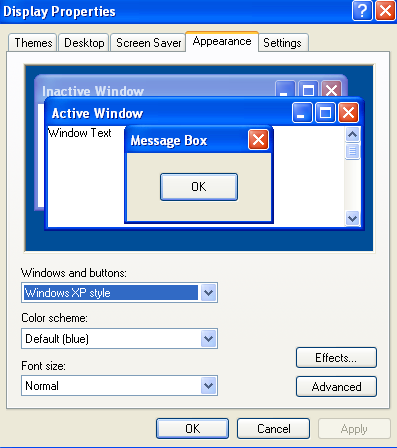 Display Properties
Themes Desktop Screen Saver Appearance Settings
Inactive Window
Active Window
Window Text
Message Box
OK
Windows and buttons:
Windows XP style
Color scheme:
Default (blue)
Effects...
Font size:
Normal
Advanced
OK Cancel Apply